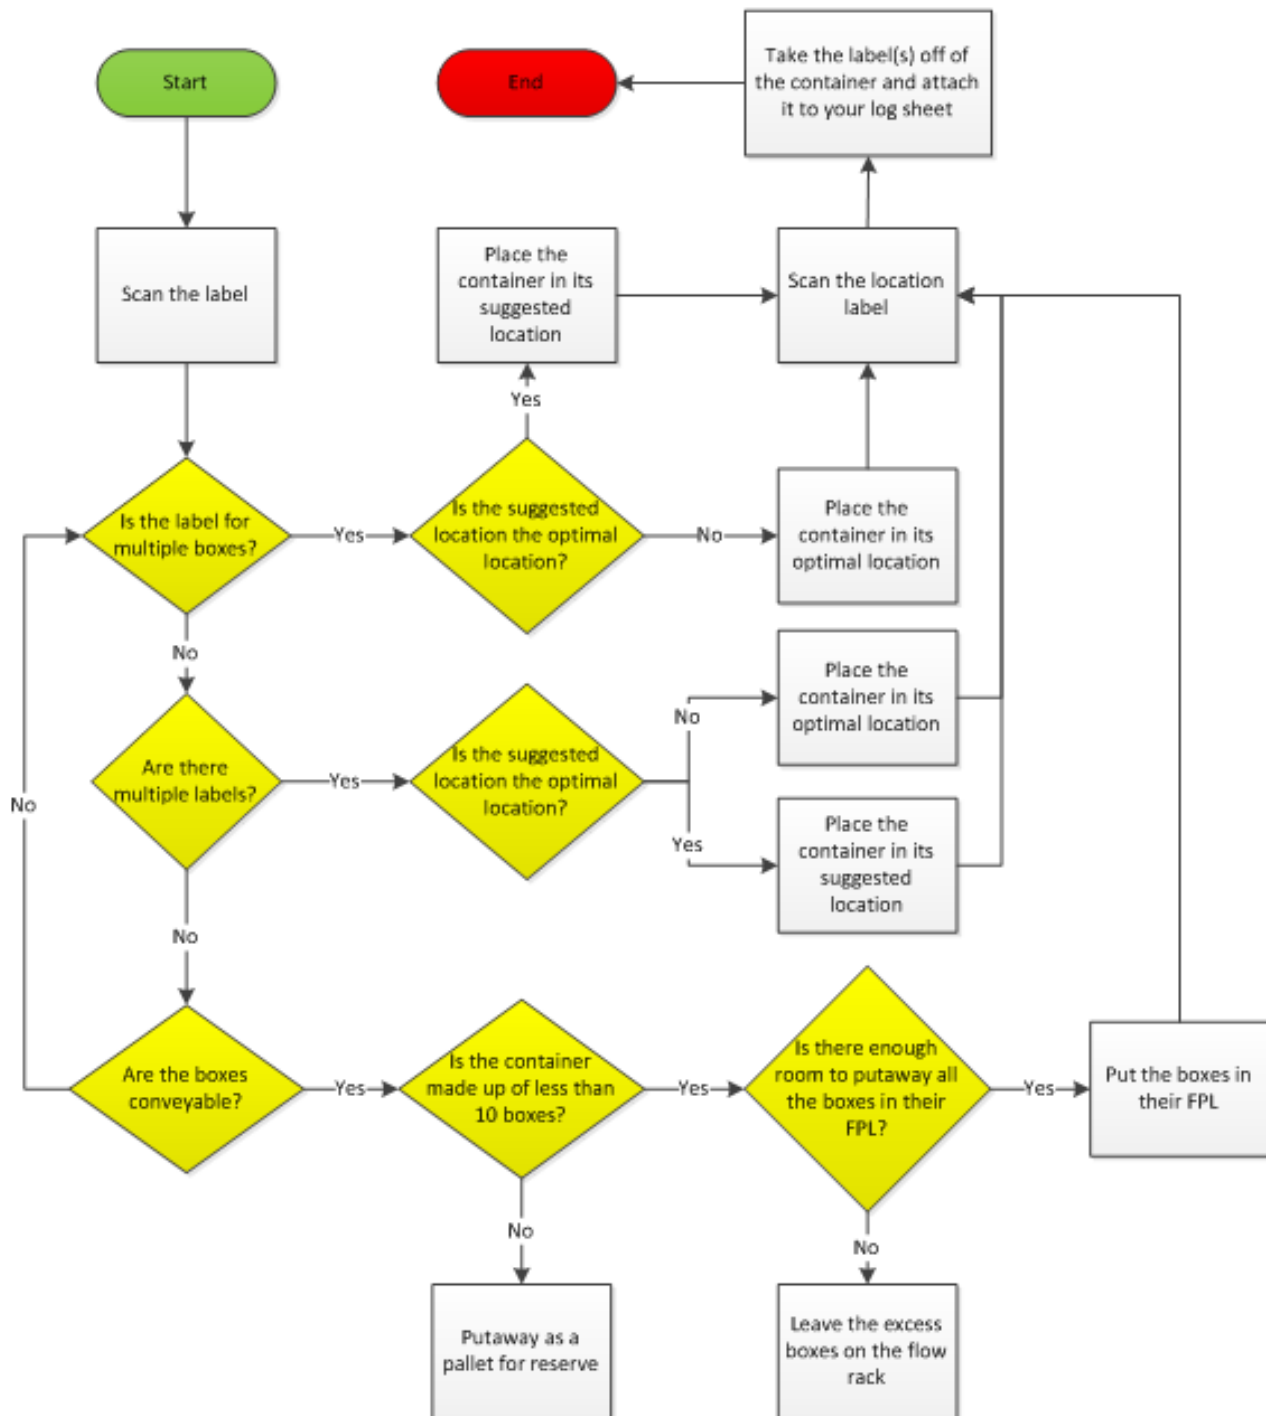 Start
End
Take the label(s) off of
the container and attach
it to your log sheet
Scan the label
Place the
container in its
suggested
location
Scan the location
label
Yes
Is the label for
multiple boxes?
Yes
Is the suggested
location the optimal
location?
No
Place the
container in its
optimal location
No
Are there
multiple labels?
Yes
Is the suggested
location the optimal
location?
No
Place the
container in its
optimal location
Yes
Place the
container in its
suggested
location
No
No
Are the boxes
conveyable?
Yes
Is the container
made up of less than
10 boxes?
Yes
Is there enough
room to putaway all
the boxes in their
FPL?
Yes
Put the boxes in
their FPL
No
Putaway as a
pallet for reserve
No
Leave the excess
boxes on the flow
rack